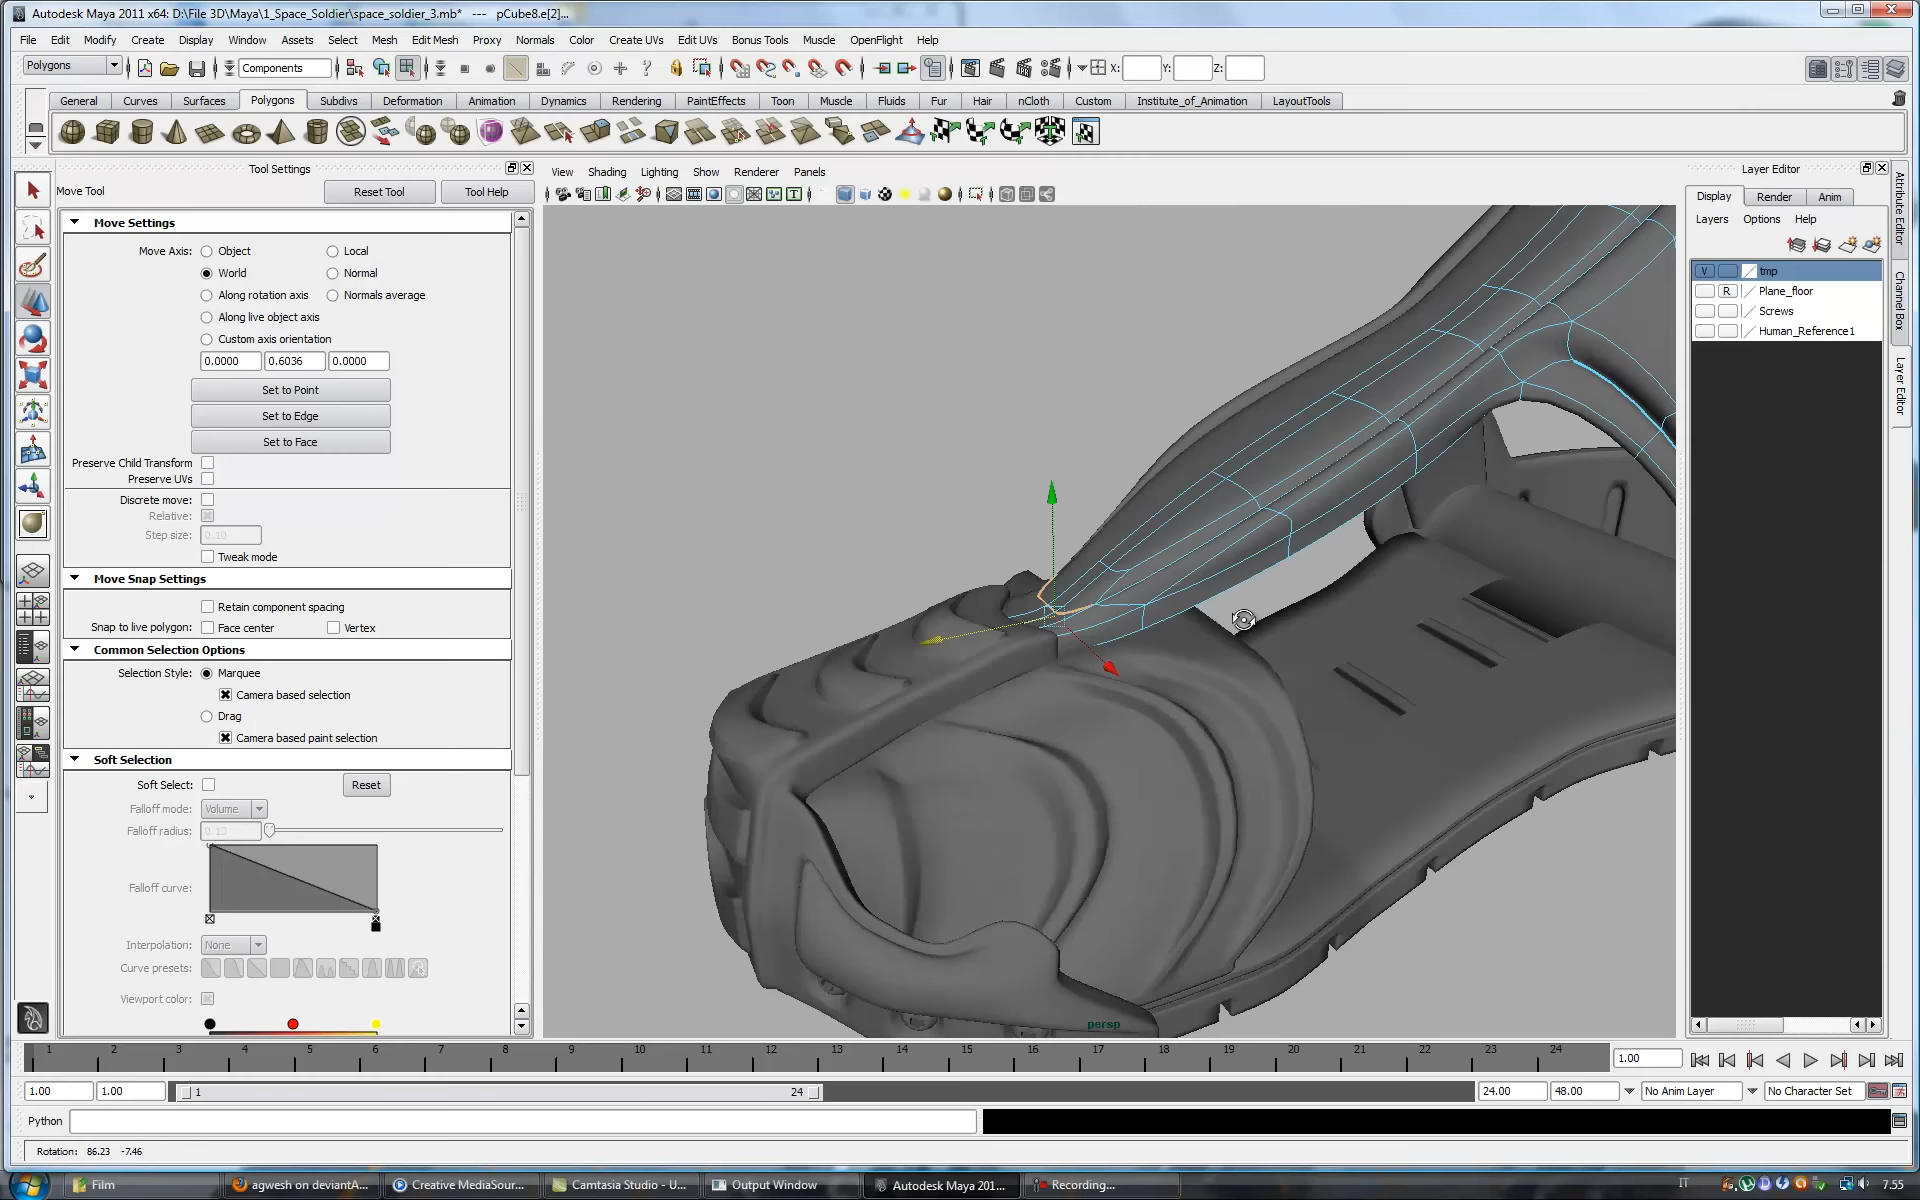 Autodesk Maya 2011 x64: D:\File 3D\Maya\1_Space_Soldier\space_soldier_3.mb* --- pCube8.e[2]...
File Edit Modify Create Display Window Assets Select Mesh Edit Mesh Proxy Normals Color Create UVs Edit UVs Bonus Tools Muscle OpenFlight Help
Polygons Components X: Y: Z:
General Curves Surfaces Polygons Subdivs Deformation Animation Dynamics Rendering PaintEffects Toon Muscle Fluids Fur Hair nCloth Custom Institute_of_Animation LayoutTools
Tool Settings
Move Tool Reset Tool Tool Help
Move Settings
Move Axis: Object Local
World Normal
Along rotation axis Normals average
Along live object axis
Custom axis orientation
0.0000 0.6036 0.0000
Set to Point
Set to Edge
Set to Face
Preserve Child Transform
Preserve UVs
Discrete move:
Relative:
Step size: 0.10
Tweak mode
Move Snap Settings
Retain component spacing
Snap to live polygon: Face center Vertex
Common Selection Options
Selection Style: Marquee
Camera based selection
Drag
Camera based paint selection
Soft Selection
Soft Select: Reset
Falloff mode: Volume
Falloff radius: 0.13
Falloff curve:
Interpolation: None
Curve presets:
Viewport color:
View Shading Lighting Show Renderer Panels
persp
Layer Editor
Display Render Anim
Layers Options Help
V tmp
R Plane_floor
Screws
Human_Reference1
Attribute Editor
Channel Box
Layer Editor
1 2 3 4 5 6 7 8 9 10 11 12 13 14 15 16 17 18 19 20 21 22 23 24 1.00
1.00 1.00 1 24 24.00 48.00 No Anim Layer No Character Set
Python
Rotation: 86.23 -7.46
Film agwesh on deviantA... Creative MediaSour... Camtasia Studio - U... Output Window Autodesk Maya 201... Recording... IT 7.55